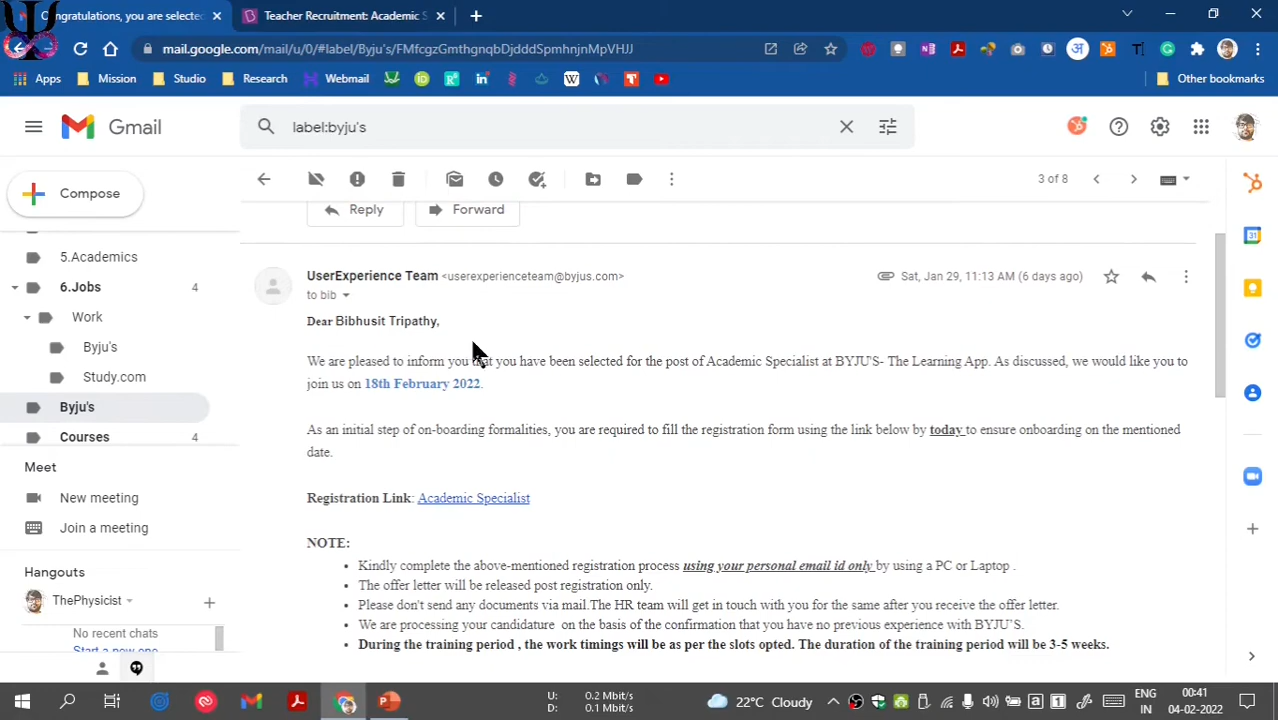 Congratulations, you are selecte
Teacher Recruitment: Academic S
mail.google.com/mail/u/0/#label/Byju's/FMfcgzGmthgnqbDjdddSpmhnjnMpVHJJ
Apps
Mission
Studio
Research
Webmail
Other bookmarks
Gmail
label:byju's
Compose
3 of 8
Reply
Forward
5.Academics
6.Jobs
4
Work
Byju's
Study.com
Byju's
Courses
4
Meet
New meeting
Join a meeting
Hangouts
ThePhysicist
No recent chats
Start a new one
UserExperience Team <userexperienceteam@byjus.com>
Sat, Jan 29, 11:13 AM (6 days ago)
to bib
Dear Bibhusit Tripathy,
We are pleased to inform you that you have been selected for the post of Academic Specialist at BYJU'S- The Learning App. As discussed, we would like you to
join us on 18th February 2022.
As an initial step of on-boarding formalities, you are required to fill the registration form using the link below by today to ensure onboarding on the mentioned
date.
Registration Link: Academic Specialist
NOTE:
Kindly complete the above-mentioned registration process using your personal email id only by using a PC or Laptop .
The offer letter will be released post registration only.
Please don't send any documents via mail.The HR team will get in touch with you for the same after you receive the offer letter.
We are processing your candidature on the basis of the confirmation that you have no previous experience with BYJU'S.
During the training period , the work timings will be as per the slots opted. The duration of the training period will be 3-5 weeks.
U: 0.2 Mbit/s
D: 0.1 Mbit/s
22°C Cloudy
ENG
IN
00:41
04-02-2022